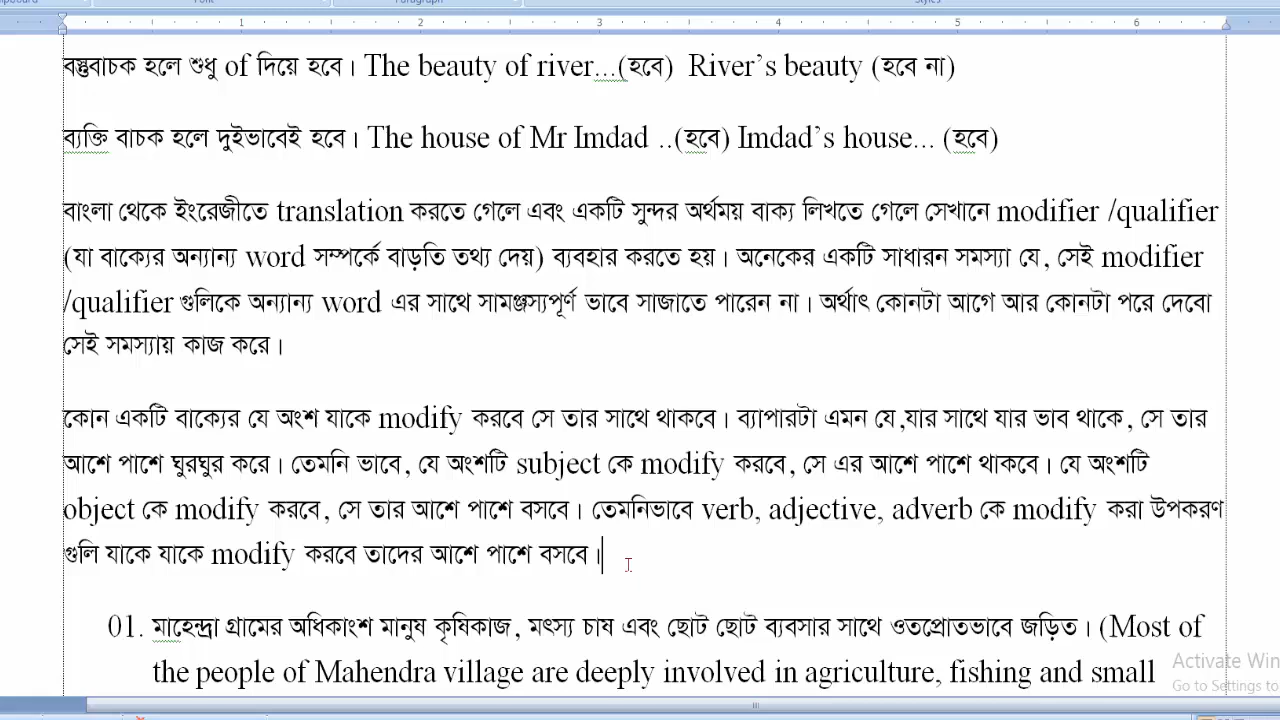 বস্তুবাচক হলে শুধু of দিয়ে হবে। The beauty of river...(হবে) River’s beauty (হবে না)
ব্যক্তি বাচক হলে দুইভাবেই হবে। The house of Mr Imdad ..(হবে) Imdad’s house... (হবে)
বাংলা থেকে ইংরেজীতে translation করতে গেলে এবং একটি সুন্দর অর্থময় বাক্য লিখতে গেলে সেখানে modifier /qualifier
(যা বাক্যের অন্যান্য word সম্পর্কে বাড়তি তথ্য দেয়) ব্যবহার করতে হয়। অনেকের একটি সাধারন সমস্যা যে, সেই modifier
/qualifier গুলিকে অন্যান্য word এর সাথে সামঞ্জস্যপূর্ণ ভাবে সাজাতে পারেন না। অর্থাৎ কোনটা আগে আর কোনটা পরে দেবো
সেই সমস্যায় কাজ করে।
কোন একটি বাক্যের যে অংশ যাকে modify করবে সে তার সাথে থাকবে। ব্যাপারটা এমন যে,যার সাথে যার ভাব থাকে, সে তার
আশে পাশে ঘুরঘুর করে। তেমনি ভাবে, যে অংশটি subject কে modify করবে, সে এর আশে পাশে থাকবে। যে অংশটি
object কে modify করবে, সে তার আশে পাশে বসবে। তেমনিভাবে verb, adjective, adverb কে modify করা উপকরণ
গুলি যাকে যাকে modify করবে তাদের আশে পাশে বসবে।
01. মাহেন্দ্রা গ্রামের অধিকাংশ মানুষ কৃষিকাজ, মৎস্য চাষ এবং ছোট ছোট ব্যবসার সাথে ওতপ্রোতভাবে জড়িত। (Most of
the people of Mahendra village are deeply involved in agriculture, fishing and small
Activate Win
Go to Settings to
1 2 3 4 5 6